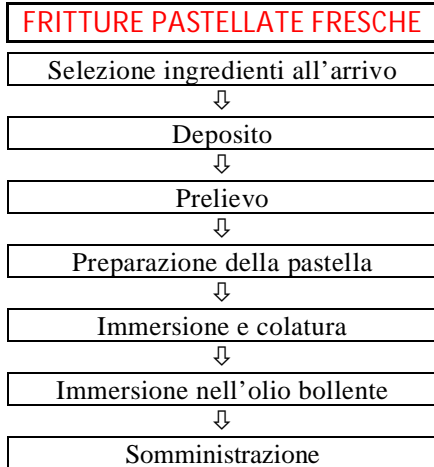 FRITTURE PASTELLATE FRESCHE
Selezione ingredienti all'arrivo
⇩
Deposito
⇩
Prelievo
⇩
Preparazione della pastella
⇩
Immersione e colatura
⇩
Immersione nell'olio bollente
⇩
Somministrazione